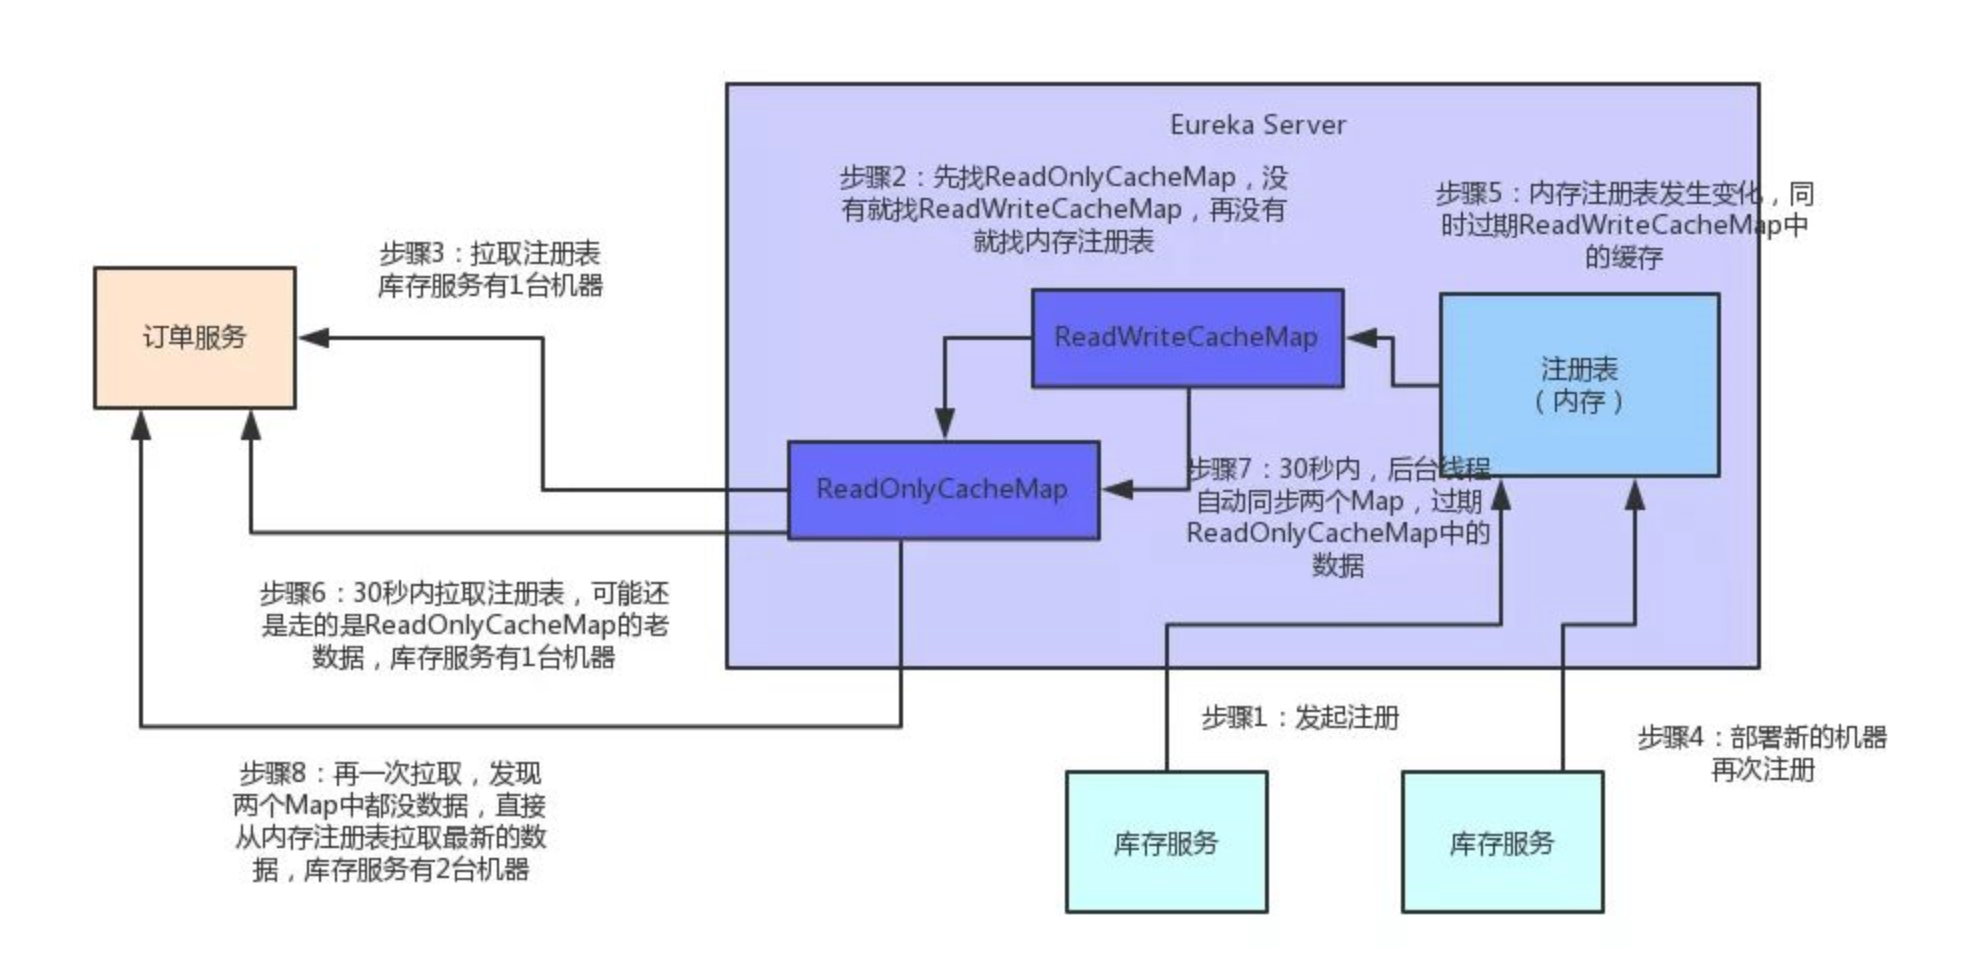 Eureka Server
步骤2：先找ReadOnlyCacheMap，没
有就找ReadWriteCacheMap，再没有
就找内存注册表
步骤5：内存注册表发生变化，同
时过期ReadWriteCacheMap中
的缓存
步骤3：拉取注册表
库存服务有1台机器
订单服务
ReadWriteCacheMap
注册表
（内存）
ReadOnlyCacheMap
步骤7：30秒内，后台线程
自动同步两个Map，过期
ReadOnlyCacheMap中的
数据
步骤6：30秒内拉取注册表，可能还
是走的是ReadOnlyCacheMap的老
数据，库存服务有1台机器
步骤1：发起注册
步骤4：部署新的机器
再次注册
步骤8：再一次拉取，发现
两个Map中都没数据，直接
从内存注册表拉取最新的数
据，库存服务有2台机器
库存服务
库存服务